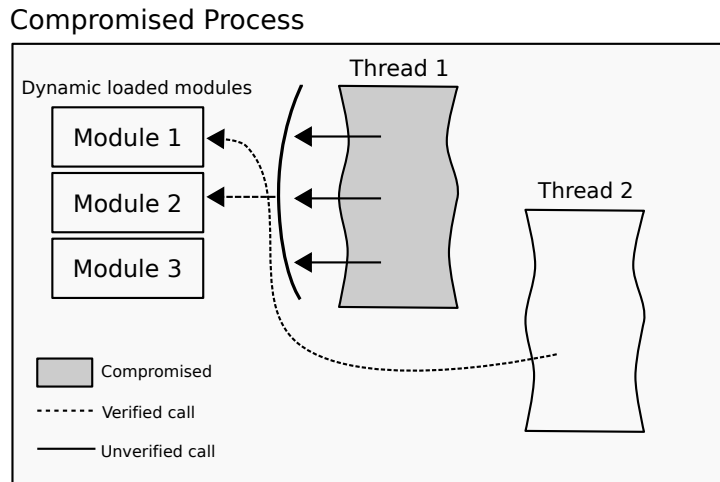 Compromised Process
Thread 1
Dynamic loaded modules
Module 1
Module 2
Module 3
Thread 2
Compromised
Verified call
Unverified call